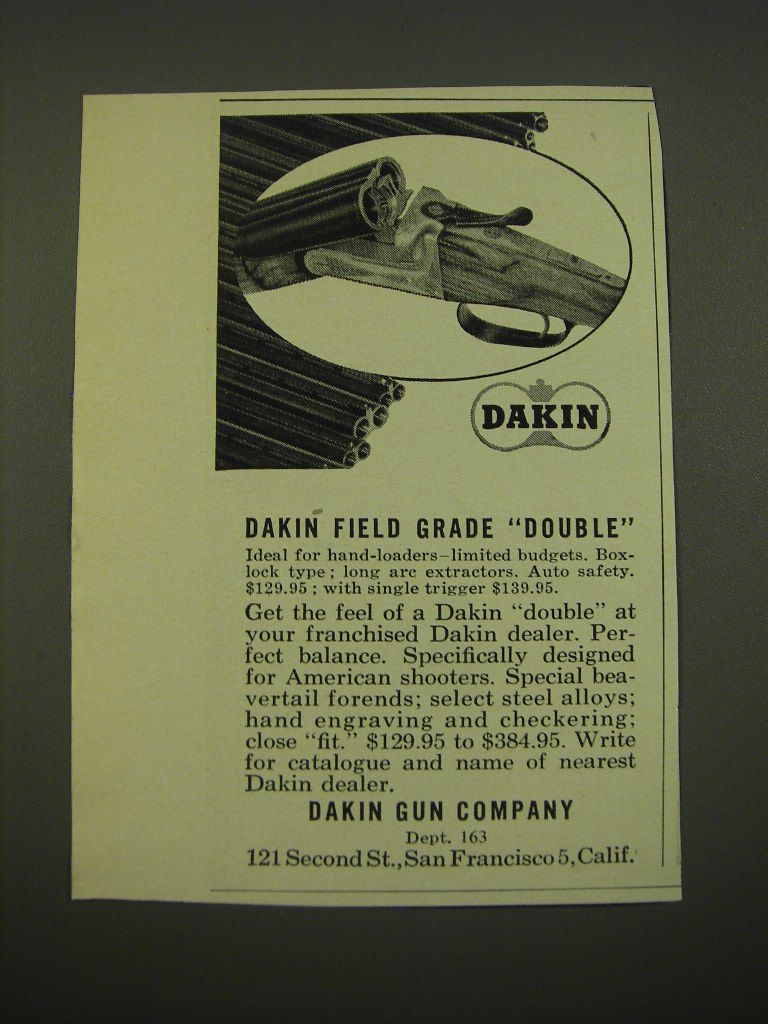 DAKIN
DAKIN FIELD GRADE "DOUBLE"
Ideal for hand-loaders—limited budgets. Box-
lock type; long arc extractors. Auto safety.
$129.95; with single trigger $139.95.
Get the feel of a Dakin "double" at
your franchised Dakin dealer. Per-
fect balance. Specifically designed
for American shooters. Special bea-
vertail forends; select steel alloys;
hand engraving and checkering;
close "fit." $129.95 to $384.95. Write
for catalogue and name of nearest
Dakin dealer.
DAKIN GUN COMPANY
Dept. 163
121 Second St., San Francisco 5, Calif.